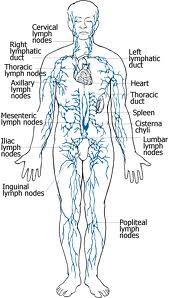 Cervical
lymph nodes
Right
lymphatic
duct
Thoracic
lymph nodes
Axillary
lymph
nodes
Mesenteric
lymph nodes
Iliac
lymph
nodes
Inguinal
lymph nodes
Left
lymphatic
duct
Heart
Thoracic
duct
Spleen
Cisterna
chyli
Lumbar
lymph
nodes
Popliteal
lymph
nodes